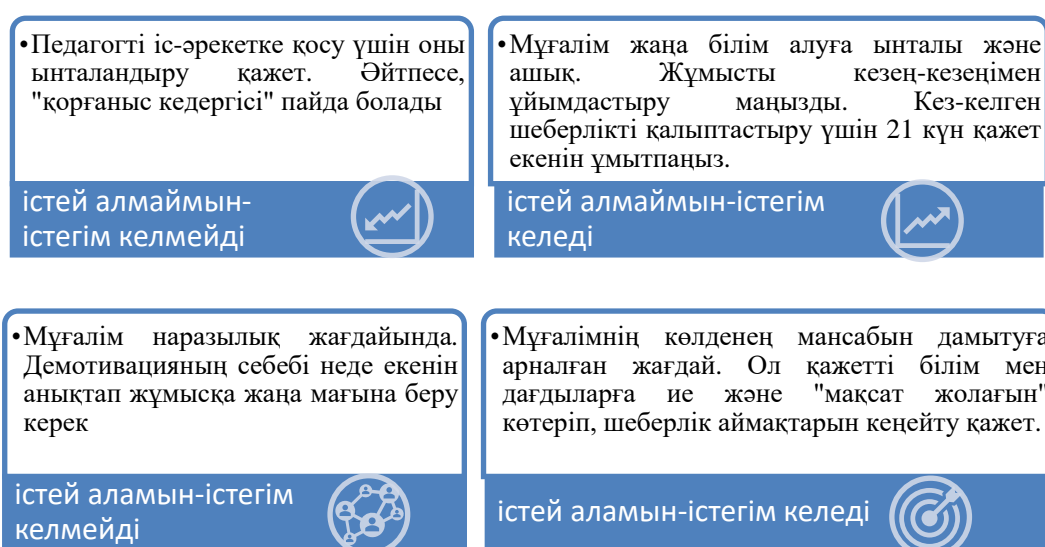 •Педагогті іс-әрекетке қосу үшін оны
ынталандыру қажет. Әйтпесе,
"қорғаныс кедергісі" пайда болады
істей алмаймын-
істегім келмейді
•Мұғалім жаңа білім алуға ынталы және
ашық. Жұмысты кезең-кезеңімен
ұйымдастыру маңызды. Кез-келген
шеберлікті қалыптастыру үшін 21 күн қажет
екенін ұмытпаңыз.
істей алмаймын-істегім
келеді
•Мұғалім наразылық жағдайында.
Демотивацияның себебі неде екенін
анықтап жұмысқа жаңа мағына беру
керек
істей аламын-істегім
келмейді
•Мұғалімнің көлденең мансабын дамытуға
арналған жағдай. Ол қажетті білім мен
дағдыларға ие және "мақсат жолағын"
көтеріп, шеберлік аймақтарын кеңейту қажет.
істей аламын-істегім келеді